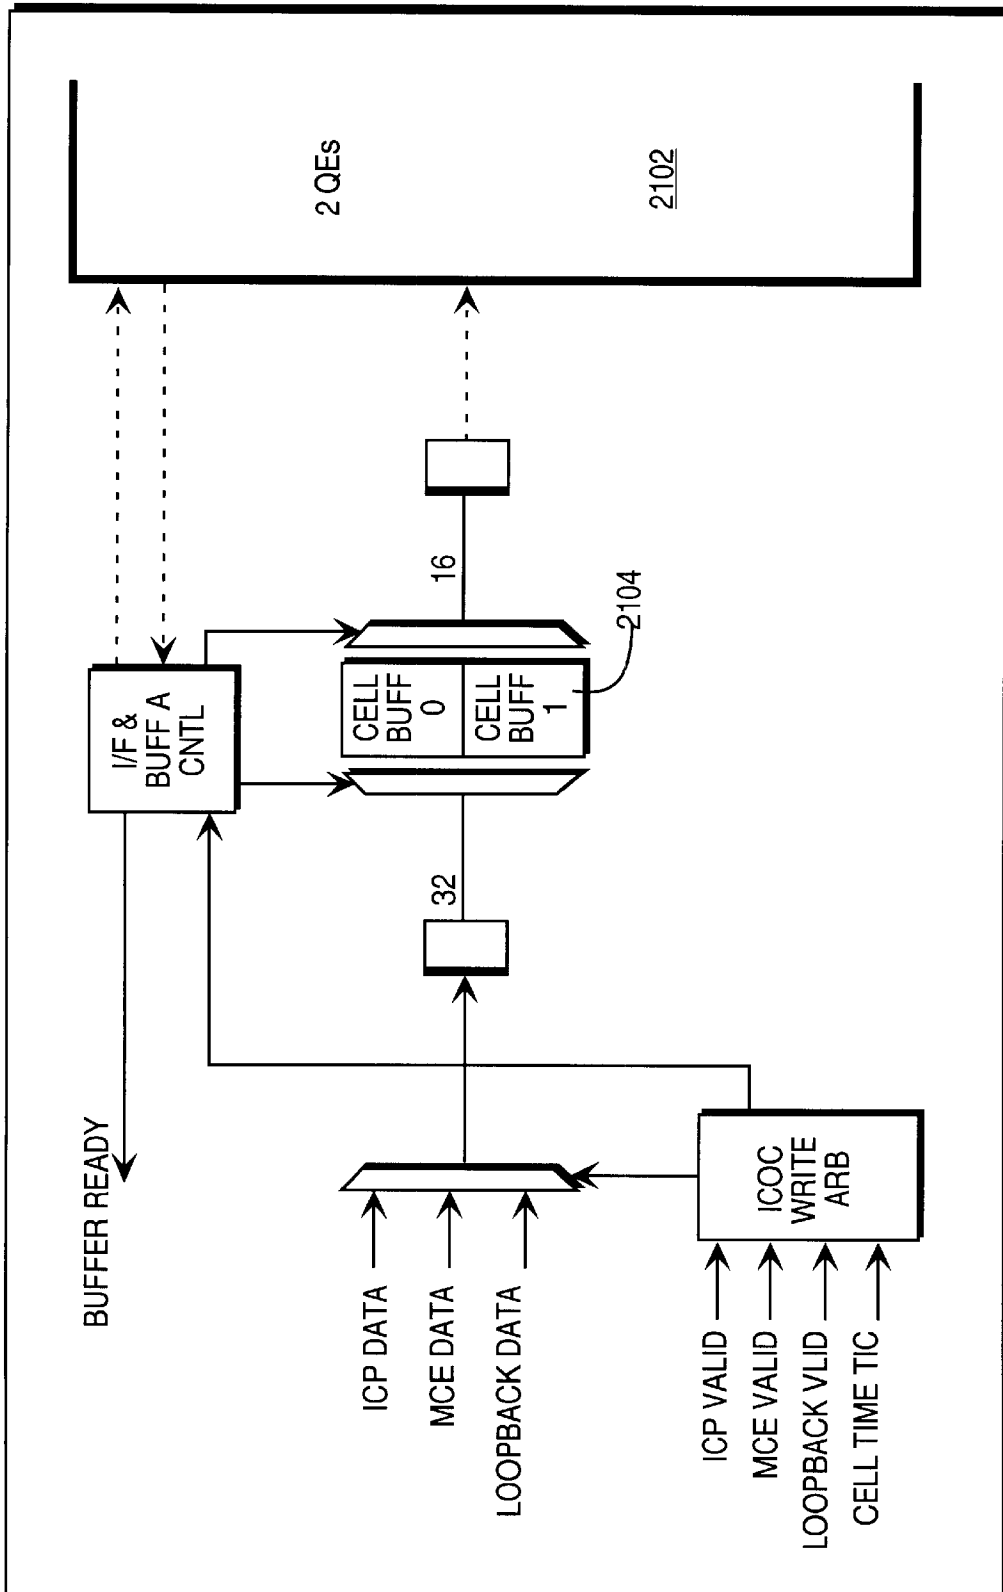 BUFFER READY
I/F &
BUFF A
CNTL
2 QEs
2102
ICP DATA
MCE DATA
LOOPBACK DATA
32
CELL
BUFF
0
CELL
BUFF
1
16
2104
ICP VALID
MCE VALID
LOOPBACK VLID
CELL TIME TIC
ICOC
WRITE
ARB